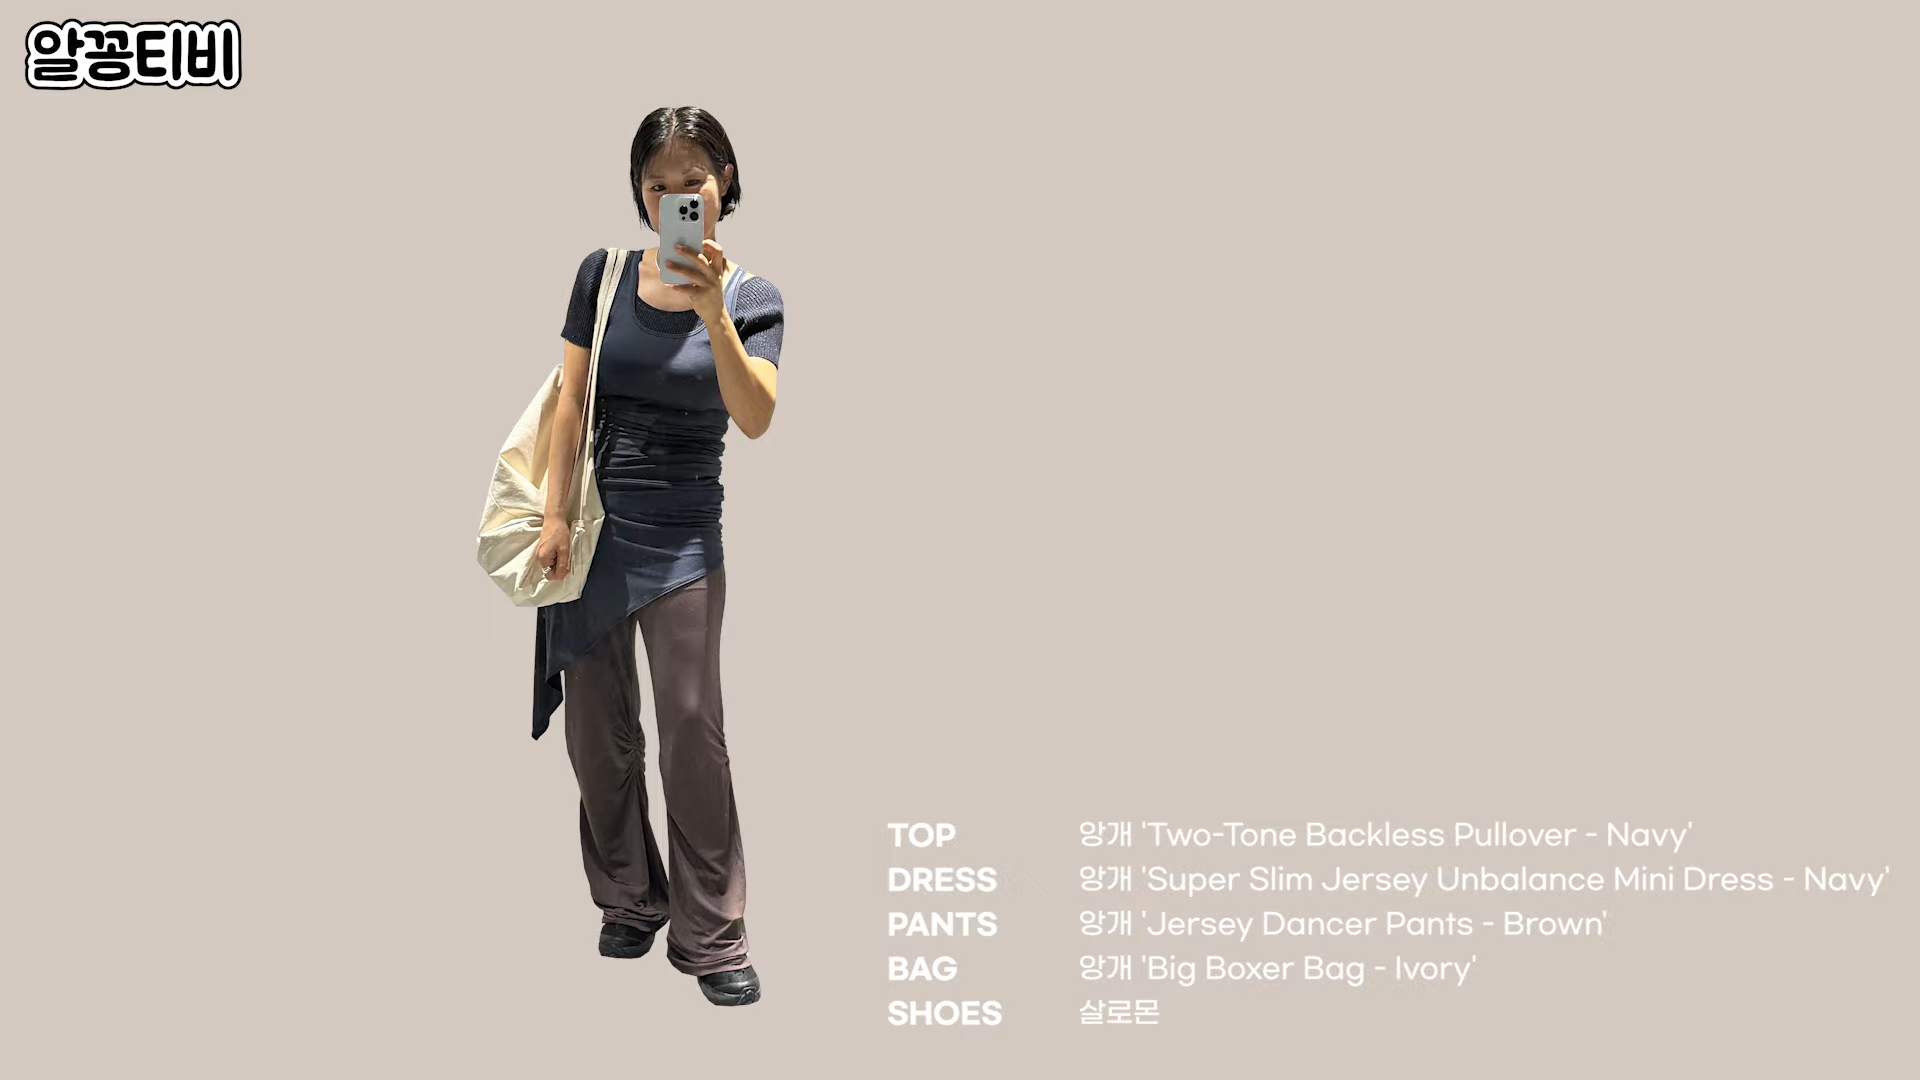 알꽁티비
TOP 앙개 'Two-Tone Backless Pullover - Navy'
DRESS 앙개 'Super Slim Jersey Unbalance Mini Dress - Navy'
PANTS 앙개 'Jersey Dancer Pants - Brown'
BAG 앙개 'Big Boxer Bag - Ivory'
SHOES 살로몬